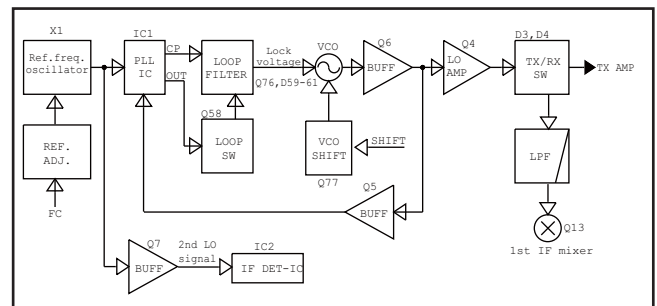 X1
Ref.freq.
oscillator
IC1
PLL
IC
CP
OUT
LOOP
FILTER
Lock
voltage
VCO
Q76,D59-61
Q6
BUFF
Q4
LO
AMP
D3,D4
TX/RX
SW
TX AMP
REF.
ADJ.
FC
Q58
LOOP
SW
VCO
SHIFT
SHIFT
Q77
Q5
BUFF
LPF
Q13
1st IF mixer
Q7
BUFF
2nd LO
signal
IC2
IF DET-IC